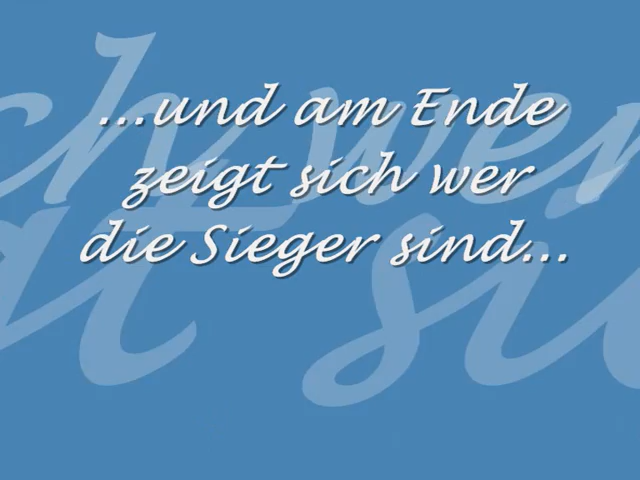 ...und am Ende
zeigt sich wer
die Sieger sind...